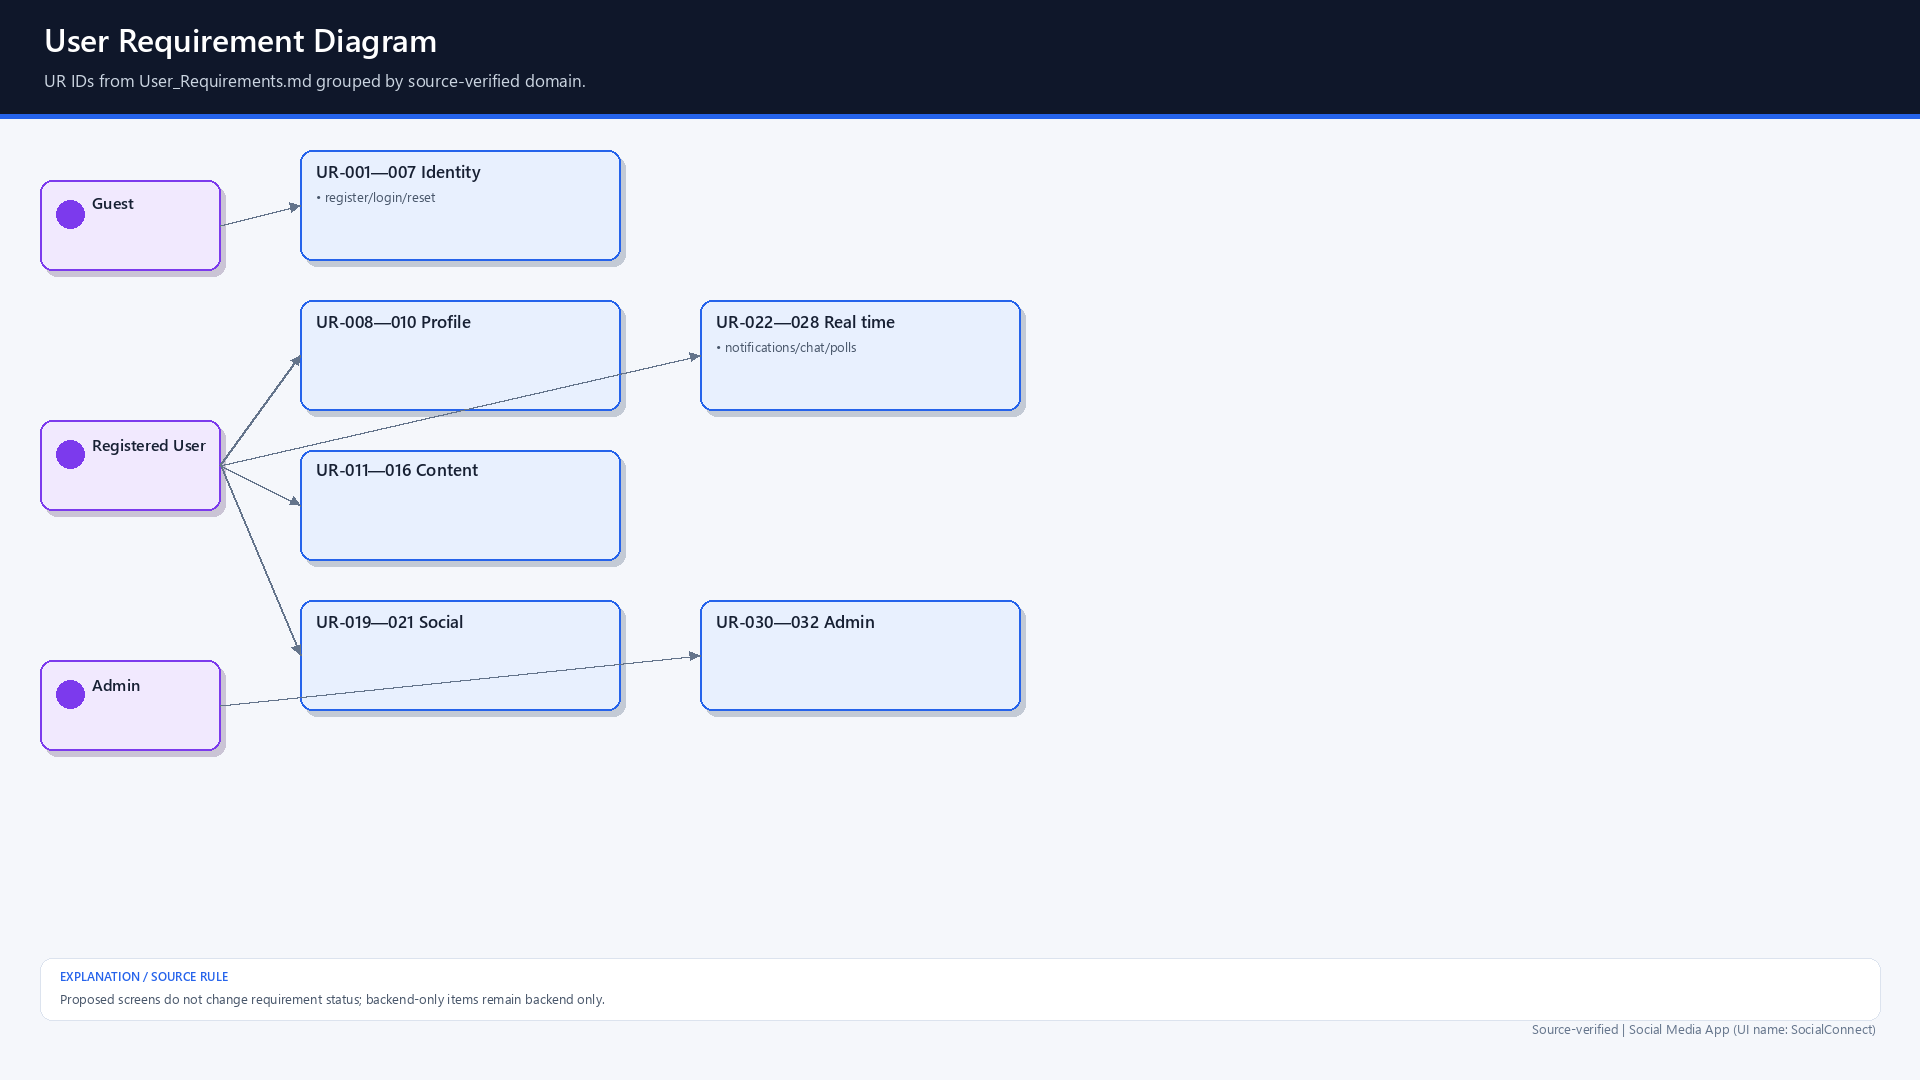 User Requirement Diagram
UR IDs from User_Requirements.md grouped by source-verified domain.
Guest
UR-001—007 Identity
• register/login/reset
UR-008—010 Profile
UR-022—028 Real time
• notifications/chat/polls
Registered User
UR-011—016 Content
UR-019—021 Social
UR-030—032 Admin
Admin
EXPLANATION / SOURCE RULE
Proposed screens do not change requirement status; backend-only items remain backend only.
Source-verified | Social Media App (UI name: SocialConnect)